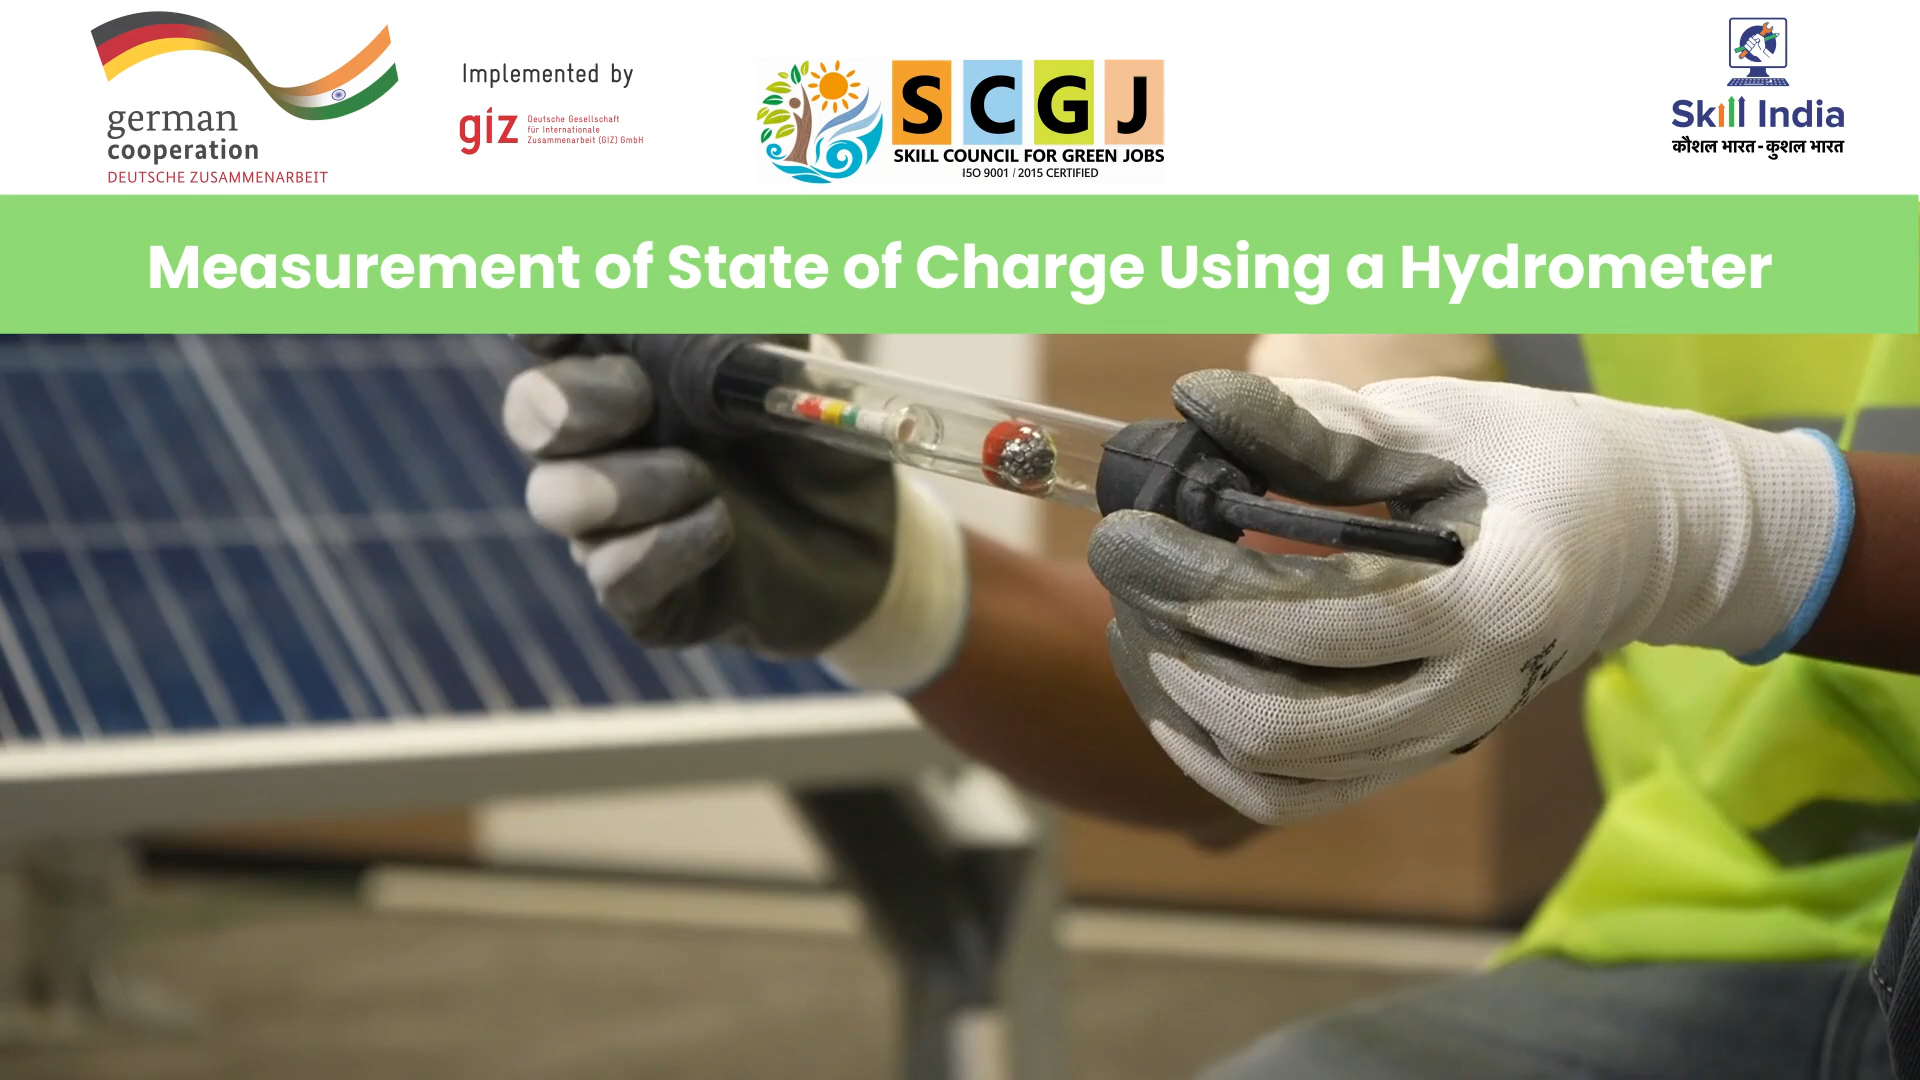 german
cooperation
DEUTSCHE ZUSAMMENARBEIT
Implemented by
giz
Deutsche Gesellschaft
für Internationale
Zusammenarbeit (GIZ) GmbH
SCGJ
SKILL COUNCIL FOR GREEN JOBS
ISO 9001 / 2015 CERTIFIED
Skill India
कौशल भारत-कुशल भारत
Measurement of State of Charge Using a Hydrometer